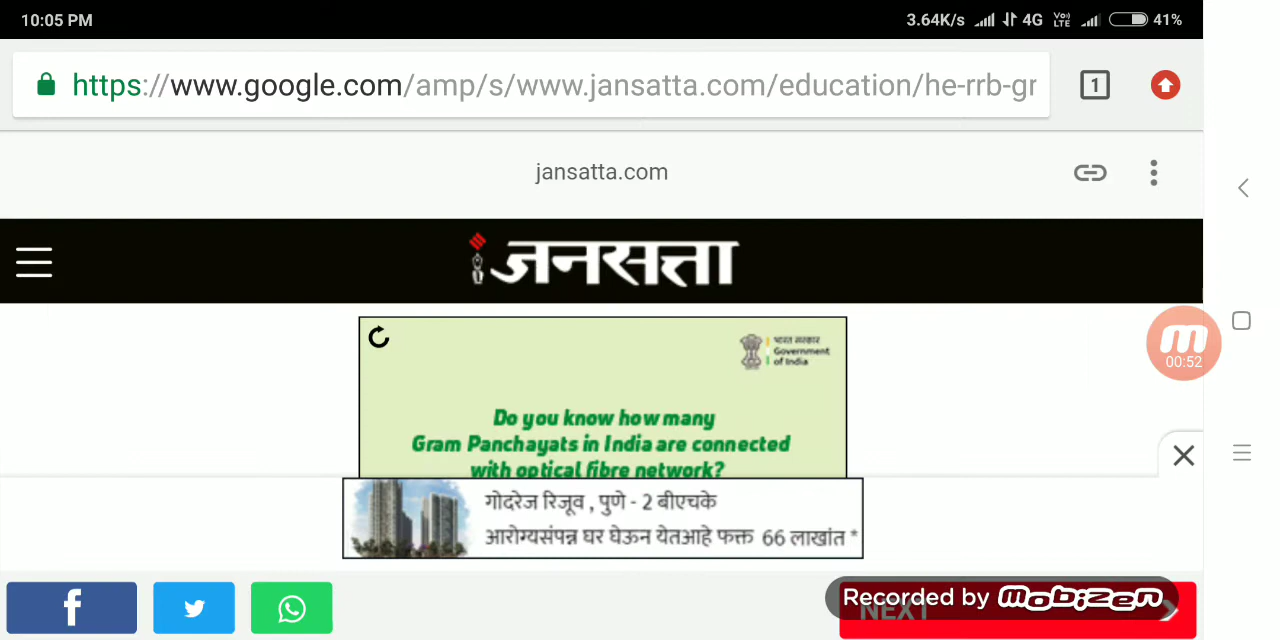 10:05 PM
3.64K/s 4G Vo) LTE 41%
https://www.google.com/amp/s/www.jansatta.com/education/he-rrb-gr
1
jansatta.com
जनसत्ता
00:52
भारत सरकार
Government
of India
Do you know how many
Gram Panchayats in India are connected
with optical fibre network?
गोदरेज रिजूव , पुणे - 2 बीएचके
आरोग्यसंपन्न घर घेऊन येतआहे फक्त 66 लाखांत *
NEXT
Recorded by mobizen